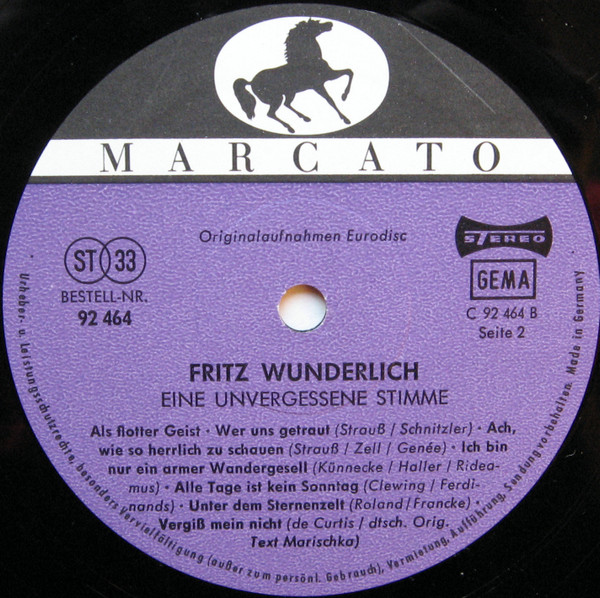 MARCATO
Originalaufnahmen Eurodisc
ST 33
BESTELL-NR.
92 464
STEREO
GEMA
C 92 464 B
Seite 2
FRITZ WUNDERLICH
EINE UNVERGESSENE STIMME
Als flotter Geist · Wer uns getraut (Strauß / Schnitzler) · Ach,
wie so herrlich zu schauen (Strauß / Zell / Genée) · Ich bin
nur ein armer Wandergesell (Künnecke / Haller / Ridea-
mus) · Alle Tage ist kein Sonntag (Clewing / Ferdi-
nands) · Unter dem Sternenzelt (Roland / Francke) ·
Vergiß mein nicht (de Curtis / dtsch. Orig.
Text Marischka)
· Urheber- u. Leistungsschutzrechte, besonders Vervielfältigung (außer zum persönl. Gebrauch), Vermietung, Aufführung, Sendung vorbehalten. Made in Germany ·